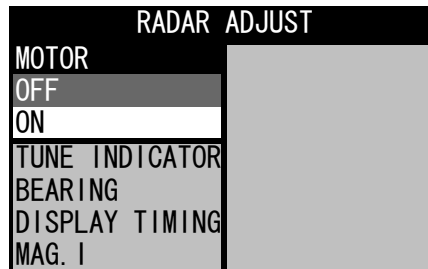 RADAR ADJUST
MOTOR
OFF
ON
TUNE INDICATOR
BEARING
DISPLAY TIMING
MAG. I